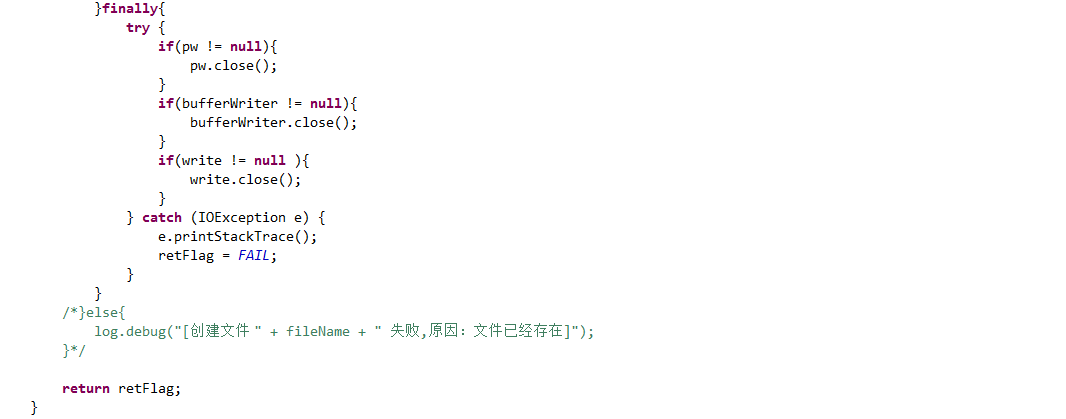 }finally{
try {
if(pw != null){
pw.close();
}
if(bufferWriter != null){
bufferWriter.close();
}
if(write != null ){
write.close();
}
} catch (IOException e) {
e.printStackTrace();
retFlag = FAIL;
}
}
/*}else{
log.debug("[创建文件 " + fileName + " 失败,原因：文件已经存在]");
}*/
return retFlag;
}